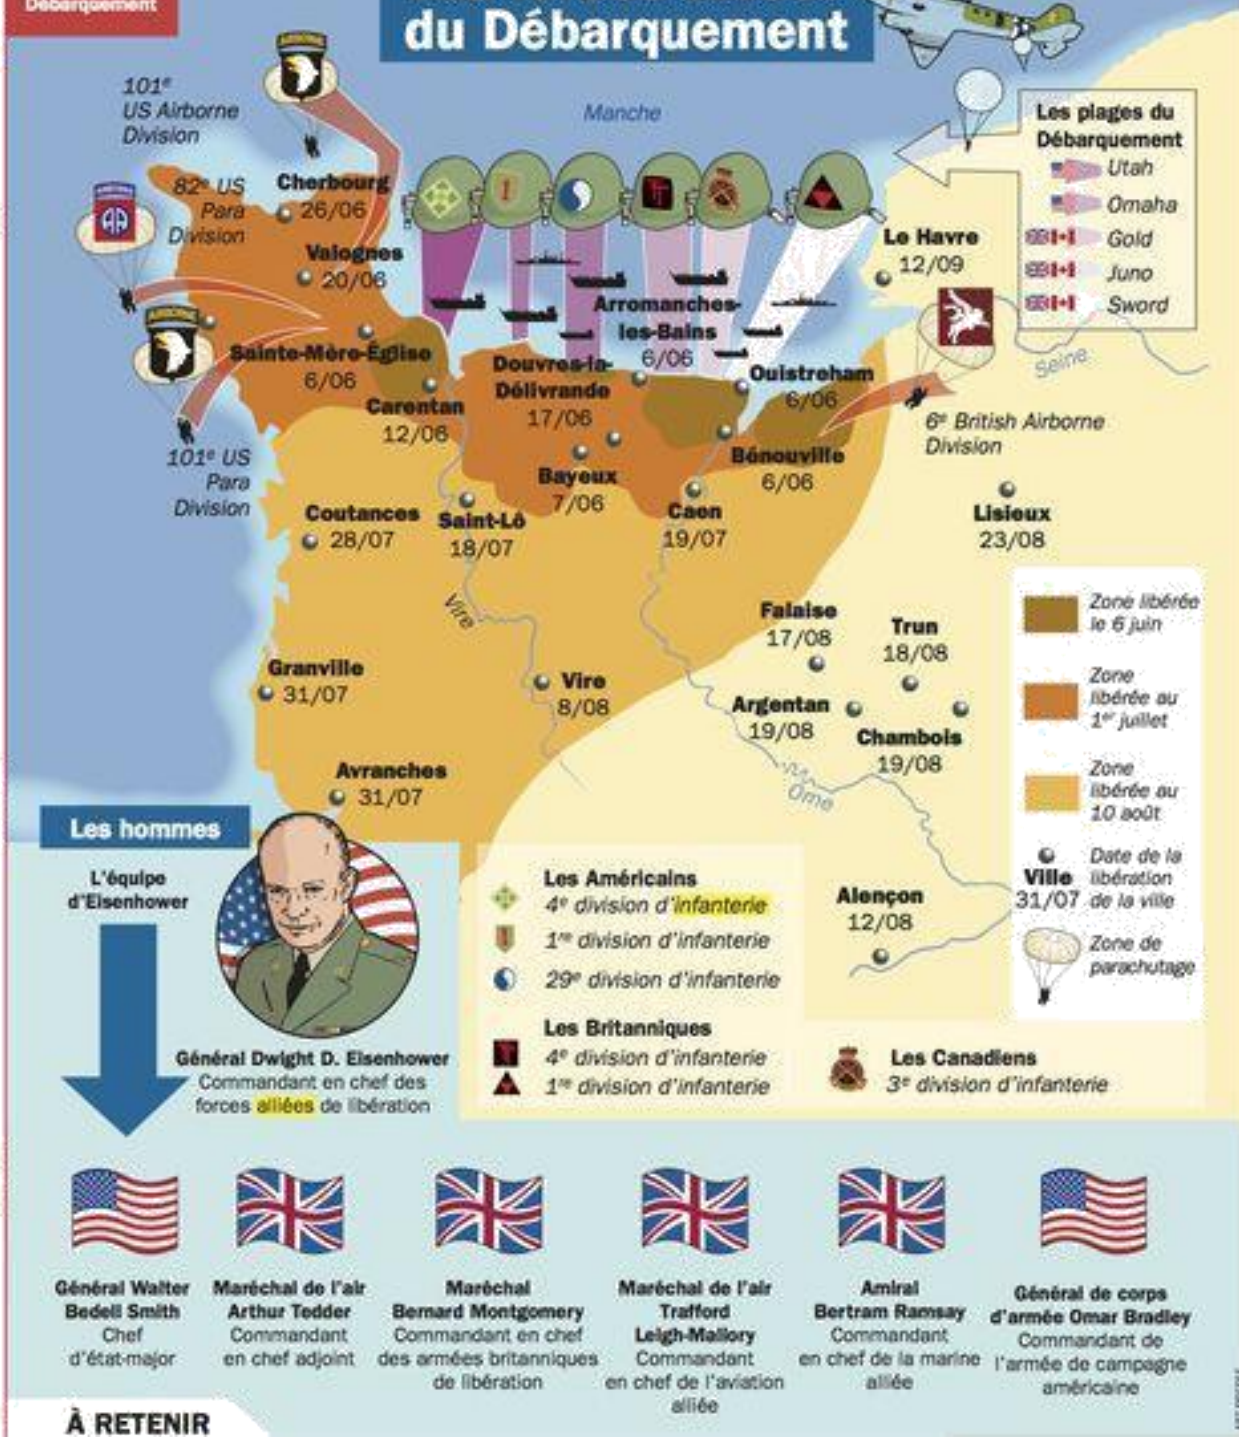 Débarquement
du Débarquement
AIRBORNE
101e
US Airborne
Division
Manche
Les plages du
Débarquement
Utah
Omaha
Gold
Juno
Sword
82e US
Para
Division
Cherbourg
26/06
AIRBORNE
AA
Valognes
20/06
Le Havre
12/09
Arromanches-
les-Bains
6/06
AIRBORNE
Sainte-Mère-Église
6/06
Douvres-la-
Délivrande
17/06
Ouistreham
6/06
Seine
Carentan
12/06
6e British Airborne
Division
101e US
Para
Division
Bayeux
7/06
Bénouville
6/06
Coutances
28/07
Saint-Lô
18/07
Caen
19/07
Lisieux
23/08
Vire
Falaise
17/08
Trun
18/08
Granville
31/07
Vire
8/08
Argentan
19/08
Chambois
19/08
Orne
Avranches
31/07
Zone libérée
le 6 juin
Zone
libérée au
1er juillet
Zone
libérée au
10 août
Ville
31/07
Date de la
libération
de la ville
Zone de
parachutage
Alençon
12/08
Les hommes
L'équipe
d'Eisenhower
Général Dwight D. Eisenhower
Commandant en chef des
forces alliées de libération
Les Américains
4e division d'infanterie
1re division d'infanterie
29e division d'infanterie
Les Britanniques
4e division d'infanterie
1re division d'infanterie
Les Canadiens
3e division d'infanterie
Général Walter
Bedell Smith
Chef
d'état-major
Maréchal de l'air
Arthur Tedder
Commandant
en chef adjoint
Maréchal
Bernard Montgomery
Commandant en chef
des armées britanniques
de libération
Maréchal de l'air
Trafford
Leigh-Mallory
Commandant
en chef de l'aviation
alliée
Amiral
Bertram Ramsay
Commandant
en chef de la marine
alliée
Général de corps
d'armée Omar Bradley
Commandant de
l'armée de campagne
américaine
À RETENIR